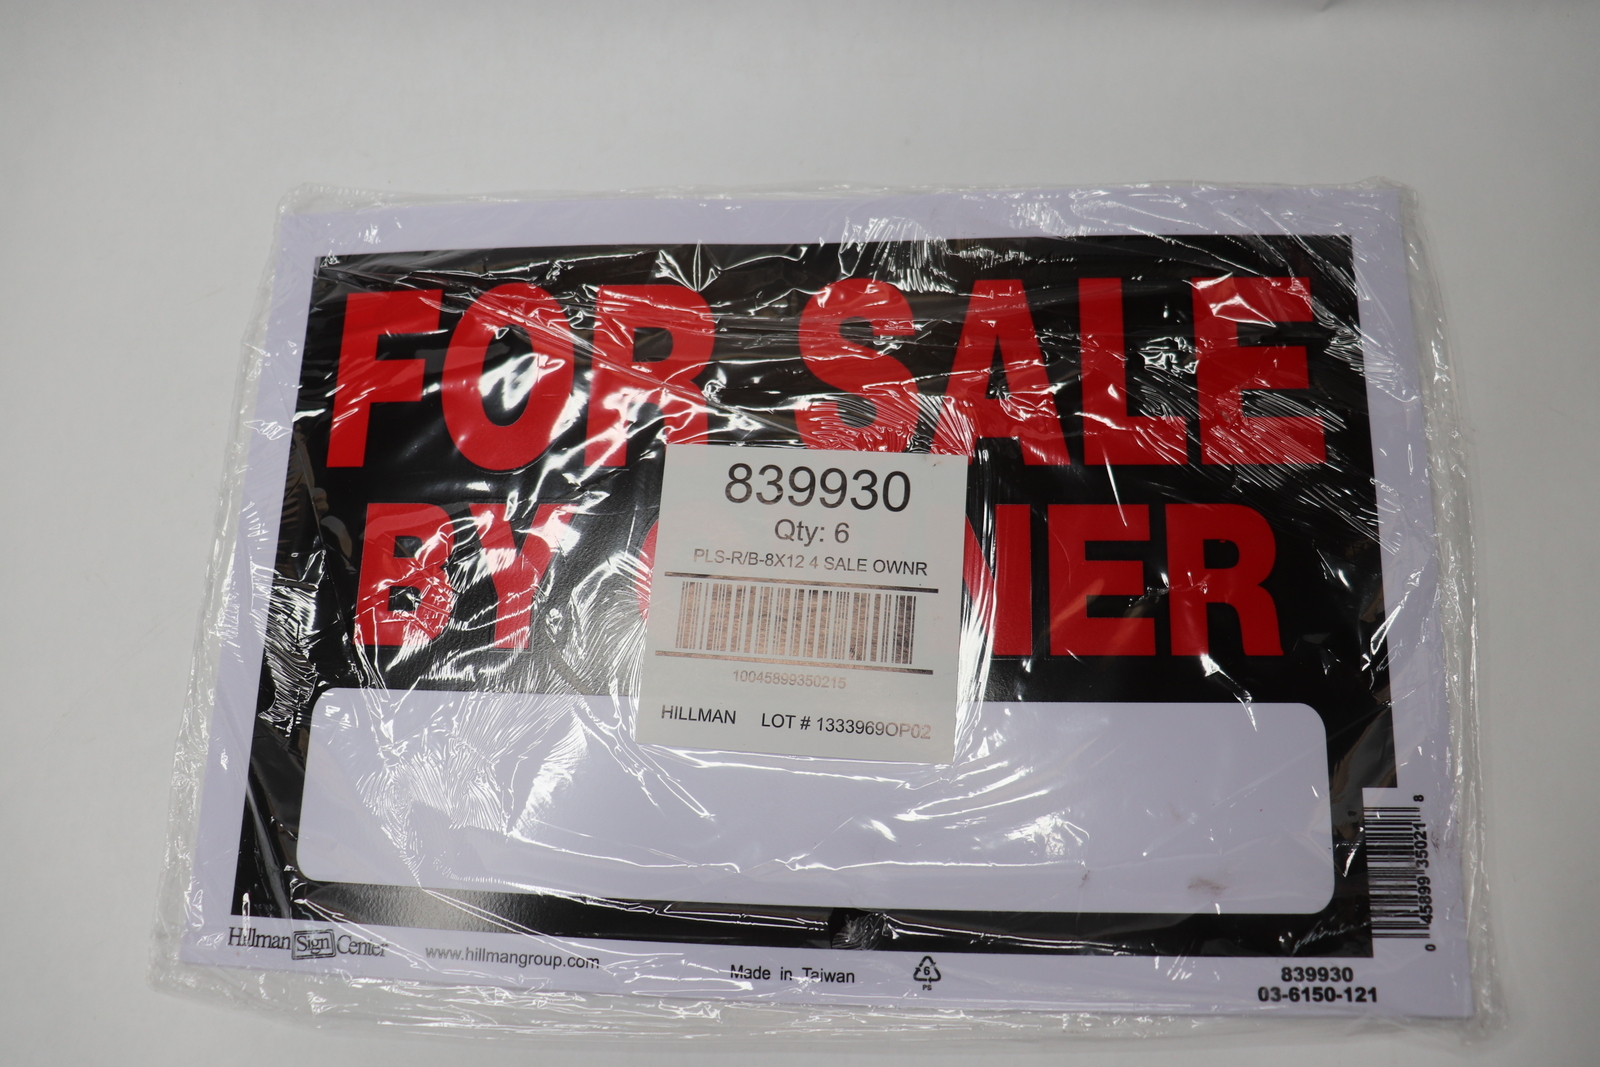 FOR SALE
BY NER
839930
Qty: 6
PLS-R/B-8X12 4 SALE OWNR
10045899350215
HILLMAN LOT # 1333969OP02
0 45899 35021 8
Hillman Sign Center
www.hillmangroup.com
Made in Taiwan
6
PS
839930
03-6150-121